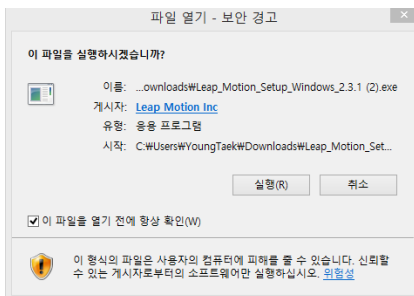 파일 열기 - 보안 경고
이 파일을 실행하시겠습니까?
이름: ...ownloads₩Leap_Motion_Setup_Windows_2.3.1 (2).exe
게시자: Leap Motion Inc
유형: 응용 프로그램
시작: C:₩Users₩YoungTaek₩Downloads₩Leap_Motion_Set...
실행(R) 취소
이 파일을 열기 전에 항상 확인(W)
이 형식의 파일은 사용자의 컴퓨터에 피해를 줄 수 있습니다. 신뢰할
수 있는 게시자로부터의 소프트웨어만 실행하십시오. 위험성